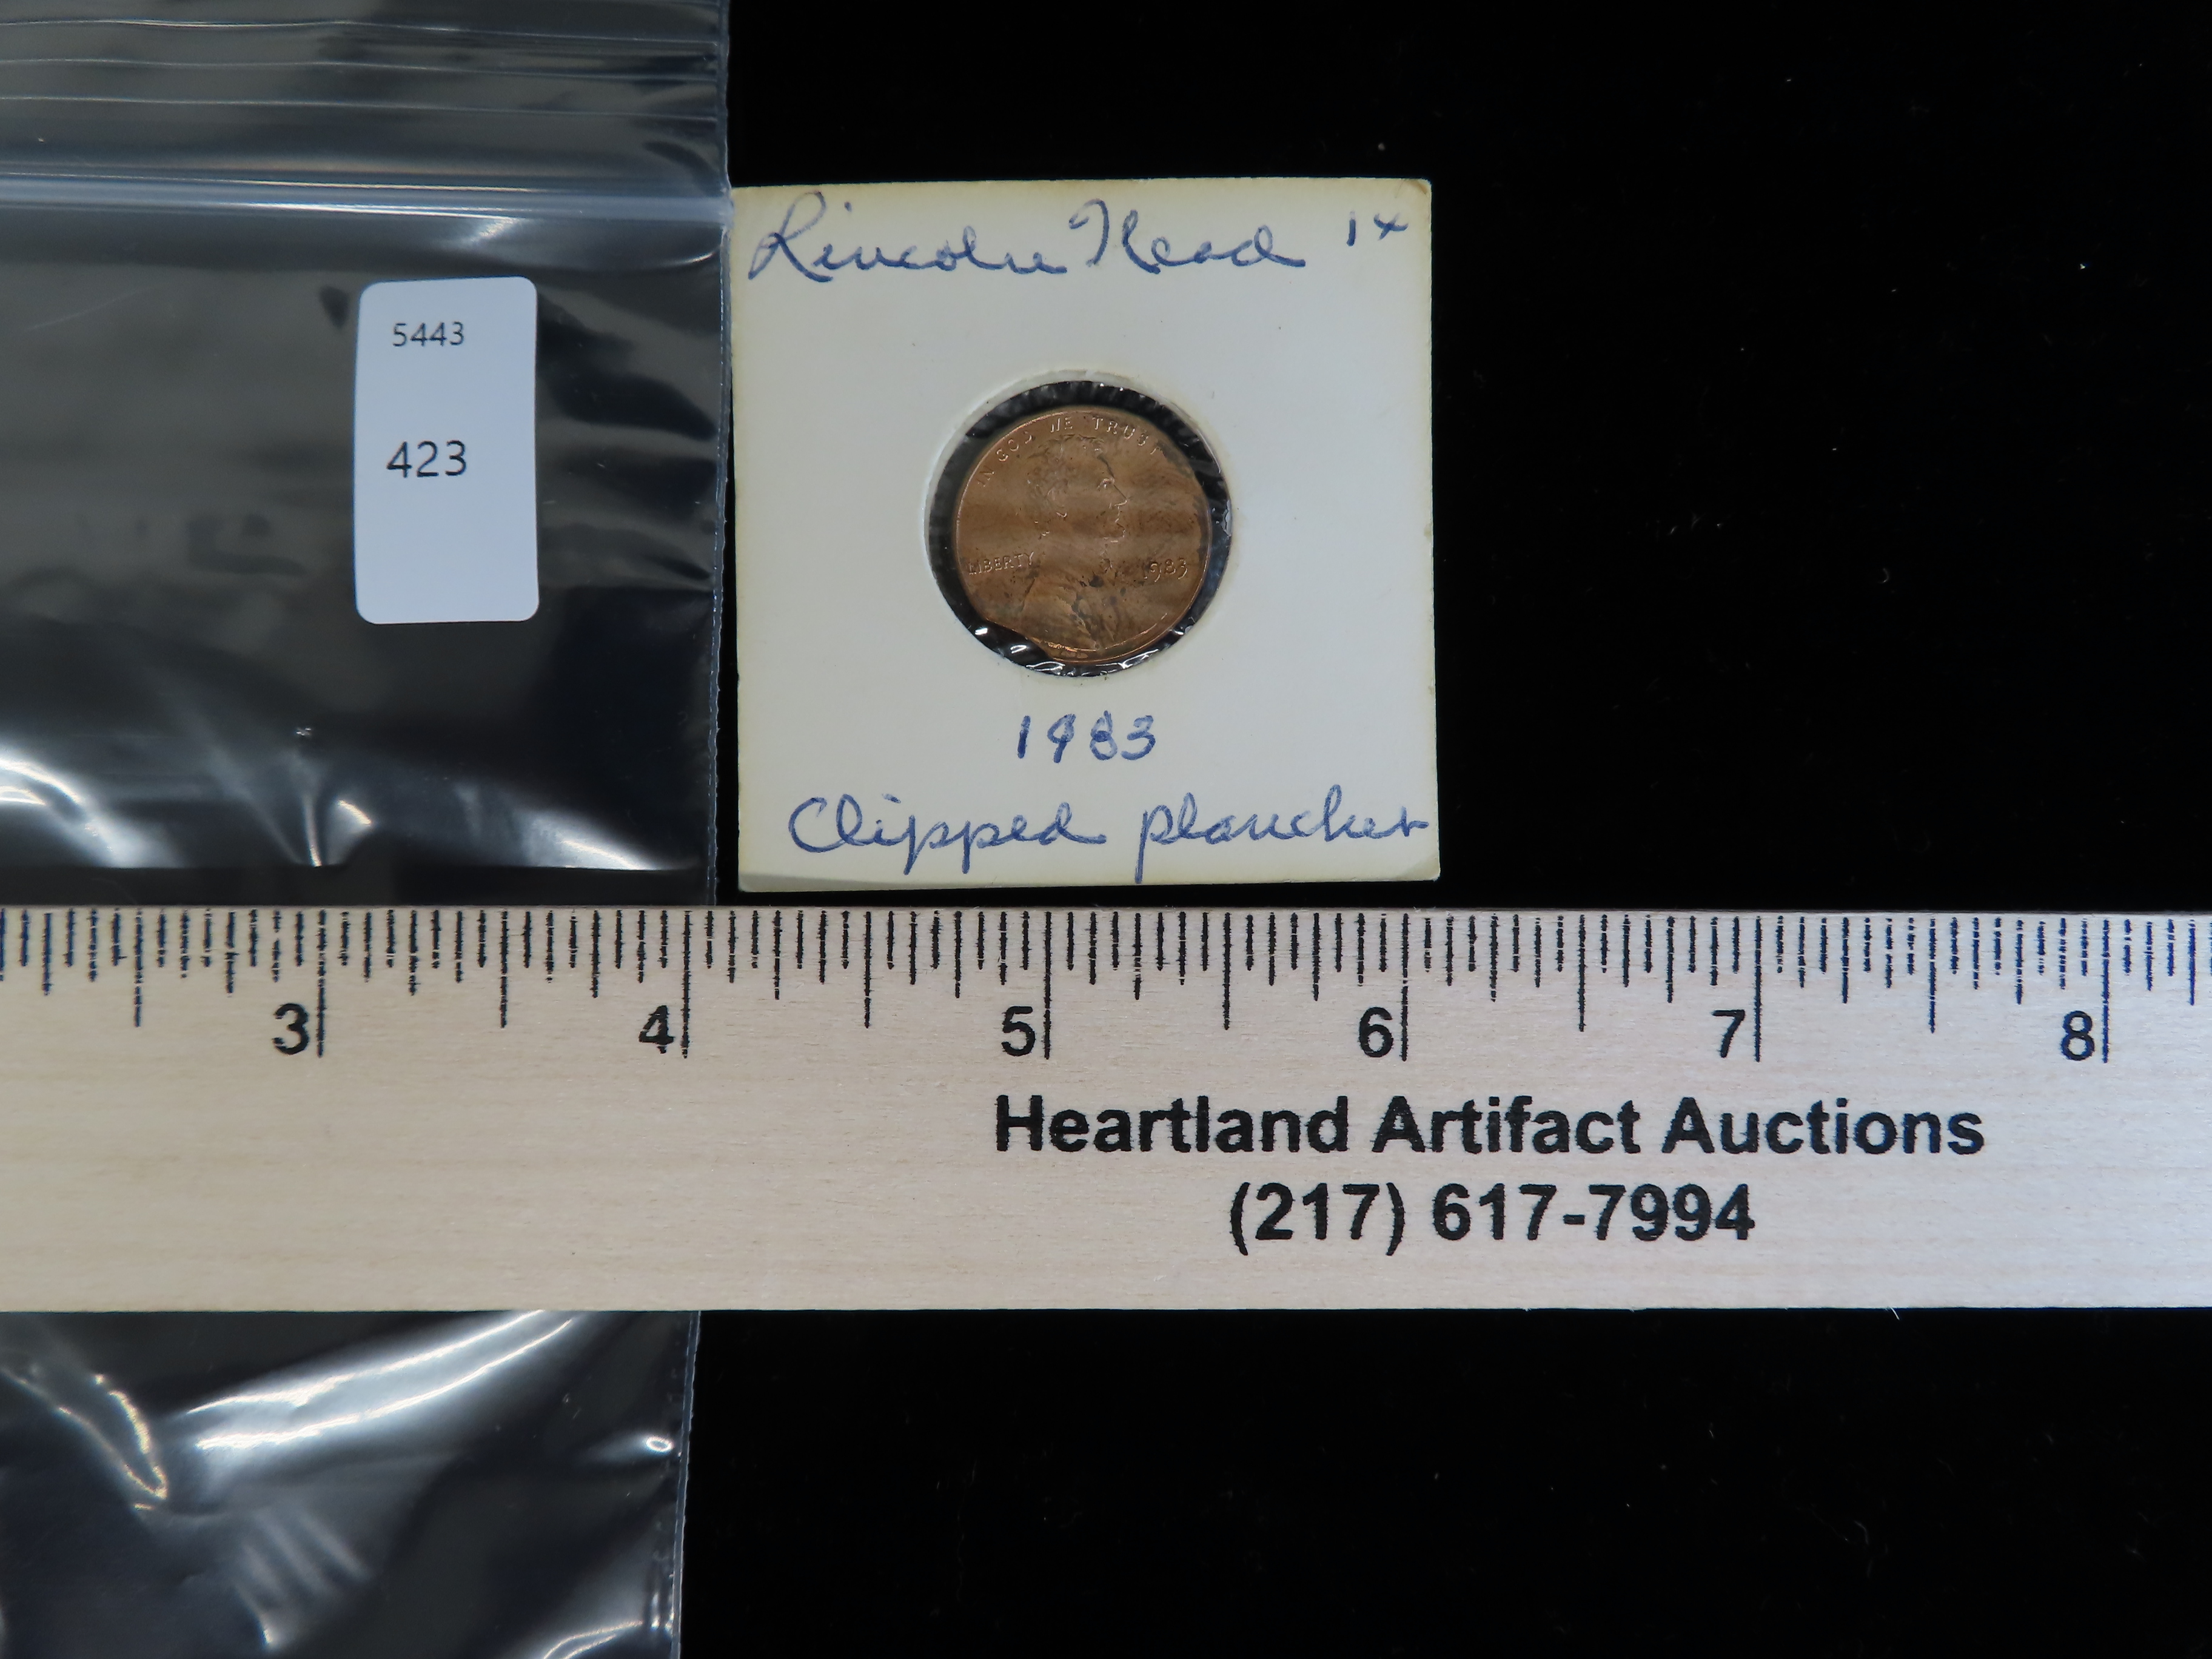 5443
423
Lincoln Head 1¢
IN GOD WE TRUST
LIBERTY
1983
1983
Clipped planchet
3 4 5 6 7 8
Heartland Artifact Auctions
(217) 617-7994